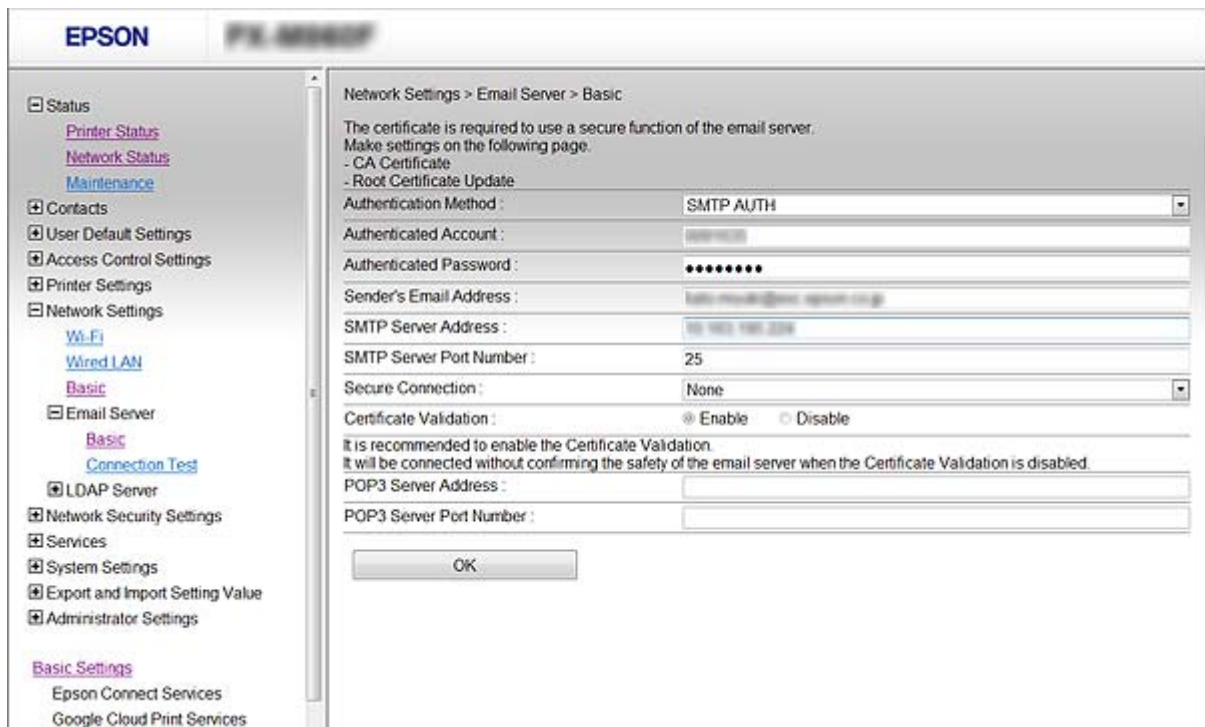 EPSON
Status
Printer Status
Network Status
Maintenance
Contacts
User Default Settings
Access Control Settings
Printer Settings
Network Settings
Wi-Fi
Wired LAN
Basic
Email Server
Basic
Connection Test
LDAP Server
Network Security Settings
Services
System Settings
Export and Import Setting Value
Administrator Settings
Basic Settings
Epson Connect Services
Google Cloud Print Services
Network Settings > Email Server > Basic
The certificate is required to use a secure function of the email server.
Make settings on the following page.
- CA Certificate
- Root Certificate Update
Authentication Method : SMTP AUTH
Authenticated Account :
Authenticated Password : ●●●●●●●●
Sender's Email Address :
SMTP Server Address :
SMTP Server Port Number : 25
Secure Connection : None
Certificate Validation : Enable Disable
It is recommended to enable the Certificate Validation.
It will be connected without confirming the safety of the email server when the Certificate Validation is disabled.
POP3 Server Address :
POP3 Server Port Number :
OK